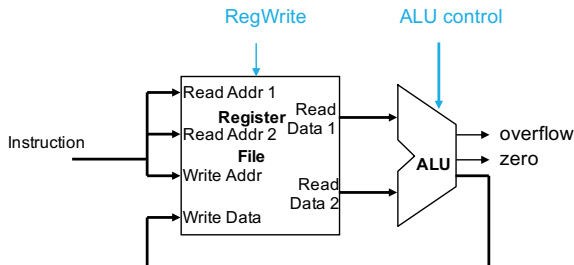 RegWrite
ALU control
Instruction
Read Addr 1
Register
Read Addr 2
File
Write Addr
Write Data
Read
Data 1
Read
Data 2
ALU
overflow
zero